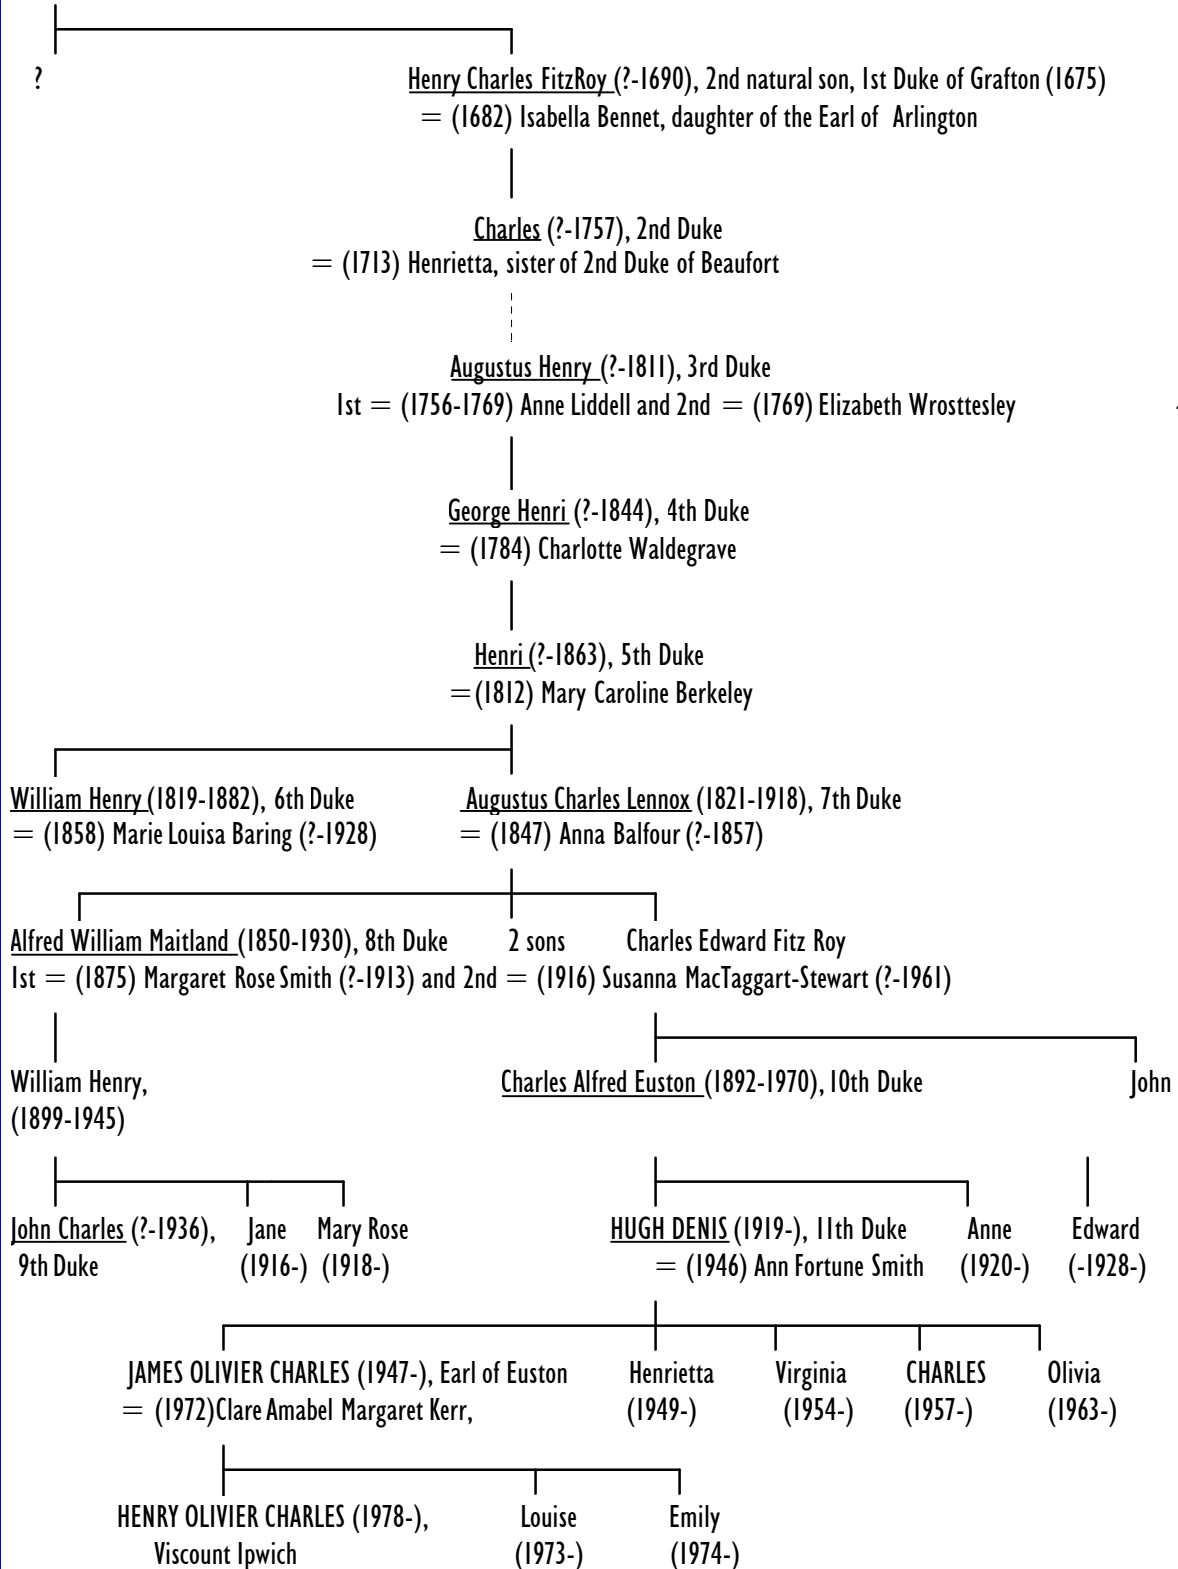 ?
Henry Charles FitzRoy (?-1690), 2nd natural son, 1st Duke of Grafton (1675)
= (1682) Isabella Bennet, daughter of the Earl of Arlington
Charles (?-1757), 2nd Duke
= (1713) Henrietta, sister of 2nd Duke of Beaufort
Augustus Henry (?-1811), 3rd Duke
1st = (1756-1769) Anne Liddell and 2nd = (1769) Elizabeth Wrosttesley
George Henri (?-1844), 4th Duke
= (1784) Charlotte Waldegrave
Henri (?-1863), 5th Duke
= (1812) Mary Caroline Berkeley
William Henry (1819-1882), 6th Duke
= (1858) Marie Louisa Baring (?-1928)
Augustus Charles Lennox (1821-1918), 7th Duke
= (1847) Anna Balfour (?-1857)
Alfred William Maitland (1850-1930), 8th Duke
2 sons
Charles Edward Fitz Roy
1st = (1875) Margaret Rose Smith (?-1913) and 2nd = (1916) Susanna MacTaggart-Stewart (?-1961)
William Henry,
(1899-1945)
Charles Alfred Euston (1892-1970), 10th Duke
John
John Charles (?-1936),
9th Duke
Jane
(1916-)
Mary Rose
(1918-)
HUGH DENIS (1919-), 11th Duke
= (1946) Ann Fortune Smith
Anne
(1920-)
Edward
(-1928-)
JAMES OLIVIER CHARLES (1947-), Earl of Euston
= (1972)Clare Amabel Margaret Kerr,
Henrietta
(1949-)
Virginia
(1954-)
CHARLES
(1957-)
Olivia
(1963-)
HENRY OLIVIER CHARLES (1978-),
Viscount Ipwich
Louise
(1973-)
Emily
(1974-)